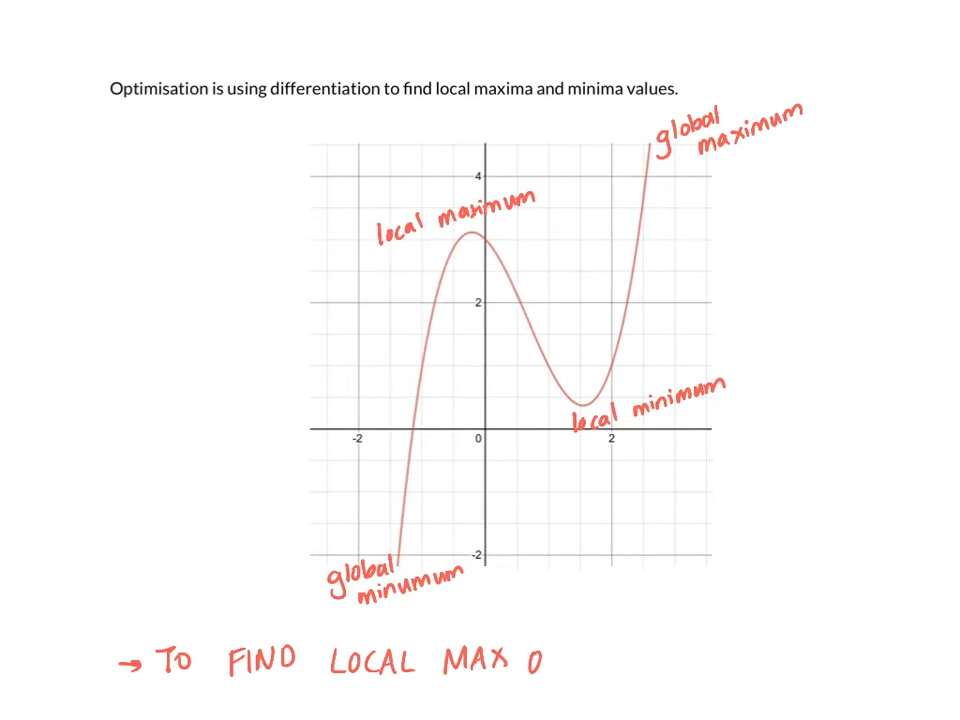 Optimisation is using differentiation to find local maxima and minima values.
global
maximum
4
local maximum
2
local minimum
-2
0
2
-2
global
minumum
→ TO FIND LOCAL MAX O